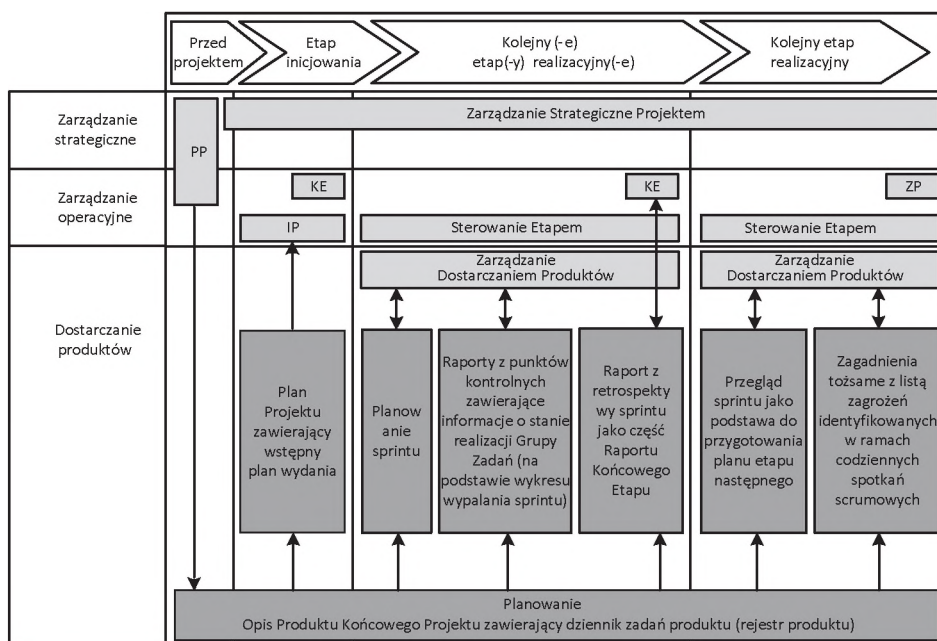 Przed
projektem
Etap
inicjowania
Kolejny (-e)
etap(-y) realizacyjny(-e)
Kolejny etap
realizacyjny
Zarządzanie
strategiczne
PP
Zarządzanie Strategiczne Projektem
Zarządzanie
operacyjne
KE
KE
ZP
IP
Sterowanie Etapem
Sterowanie Etapem
Zarządzanie
Dostarczaniem Produktów
Zarządzanie
Dostarczaniem Produktów
Dostarczanie
produktów
Plan
Projektu
zawierający
wstępny
plan wydania
Planow
anie
sprintu
Raporty z punktów
kontrolnych
zawierające
informacje o stanie
realizacji Grupy
Zadań (na
podstawie wykresu
wypalania sprintu)
Raport z
retrospekty
wy sprintu
jako część
Raportu
Końcowego
Etapu
Przegląd
sprintu jako
podstawa do
przygotowania
planu etapu
następnego
Zagadnienia
tożsame z listą
zagrożeń
identyfikowanych
w ramach
codziennych
spotkań
scrumowych
Planowanie
Opis Produktu Końcowego Projektu zawierający dziennik zadań produktu (rejestr produktu)